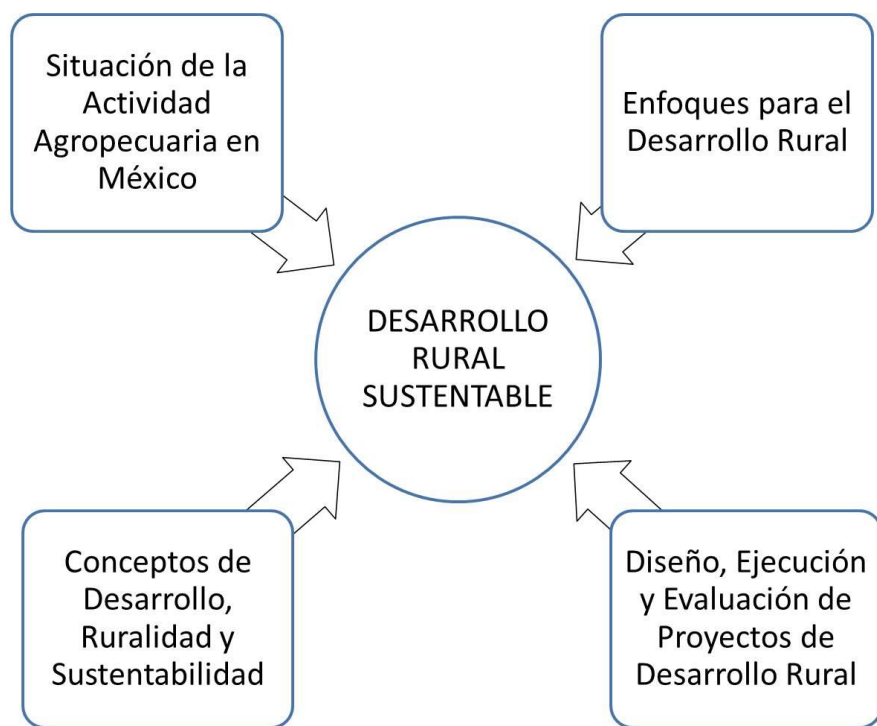 Situación de la
Actividad
Agropecuaria en
México
Enfoques para el
Desarrollo Rural
DESARROLLO
RURAL
SUSTENTABLE
Conceptos de
Desarrollo,
Ruralidad y
Sustentabilidad
Diseño, Ejecución
y Evaluación de
Proyectos de
Desarrollo Rural